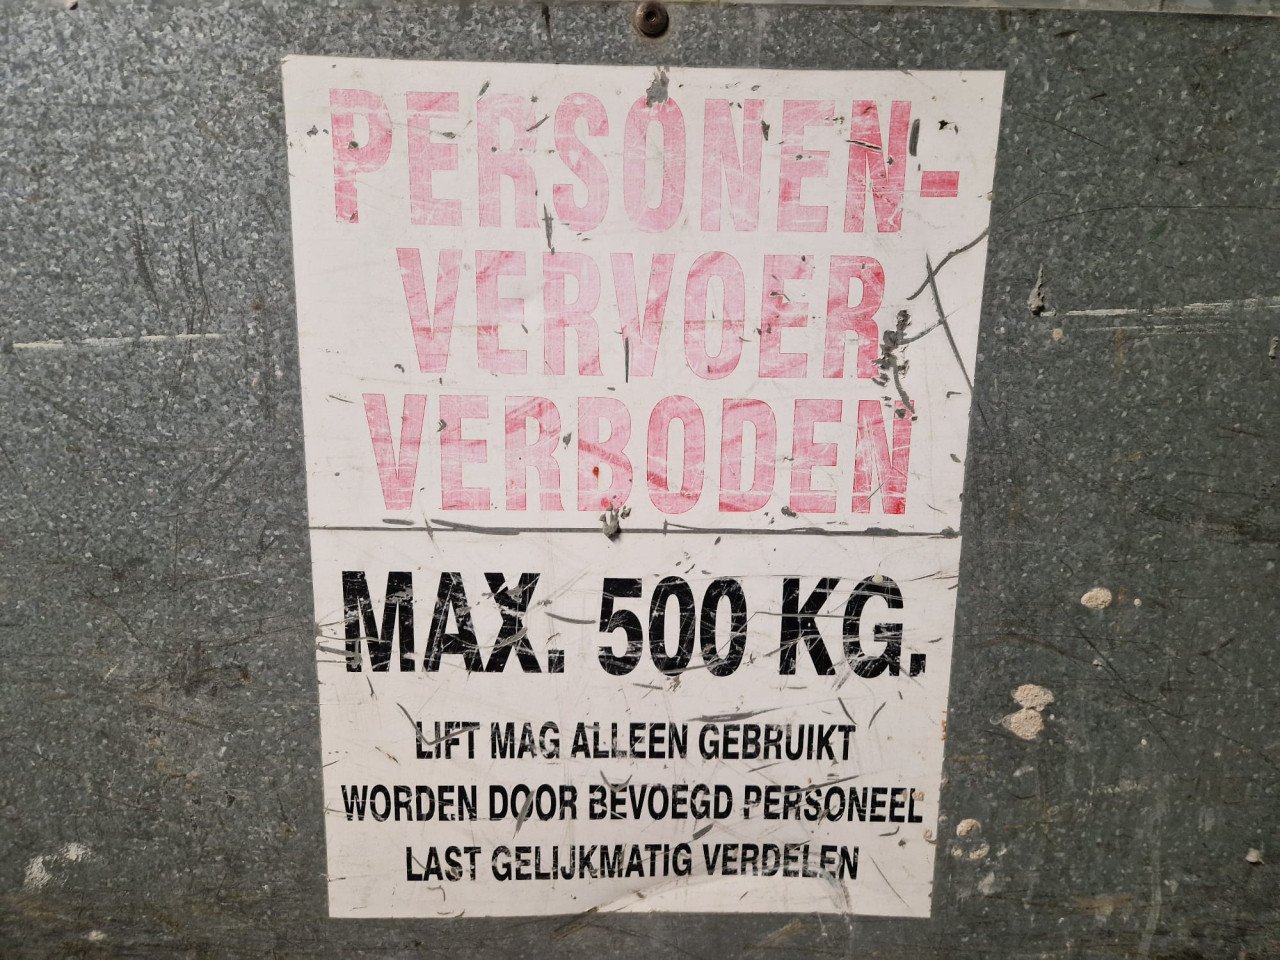 PERSONEN-
VERVOER
VERBODEN
MAX. 500 KG.
LIFT MAG ALLEEN GEBRUIKT
WORDEN DOOR BEVOEGD PERSONEEL
LAST GELIJKMATIG VERDELEN